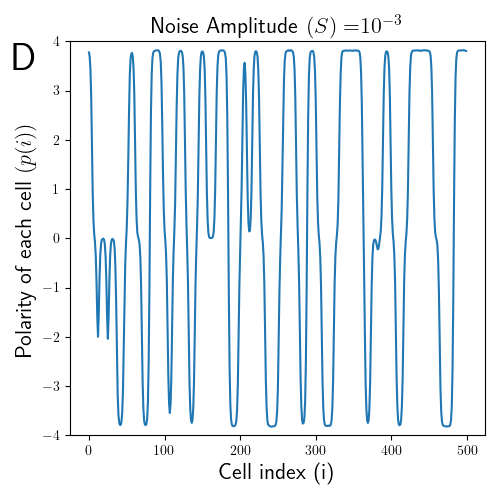 Noise Amplitude (S) =10⁻³
D
Polarity of each cell (p(i))
4
3
2
1
0
−1
−2
−3
−4
0 100 200 300 400 500
Cell index (i)